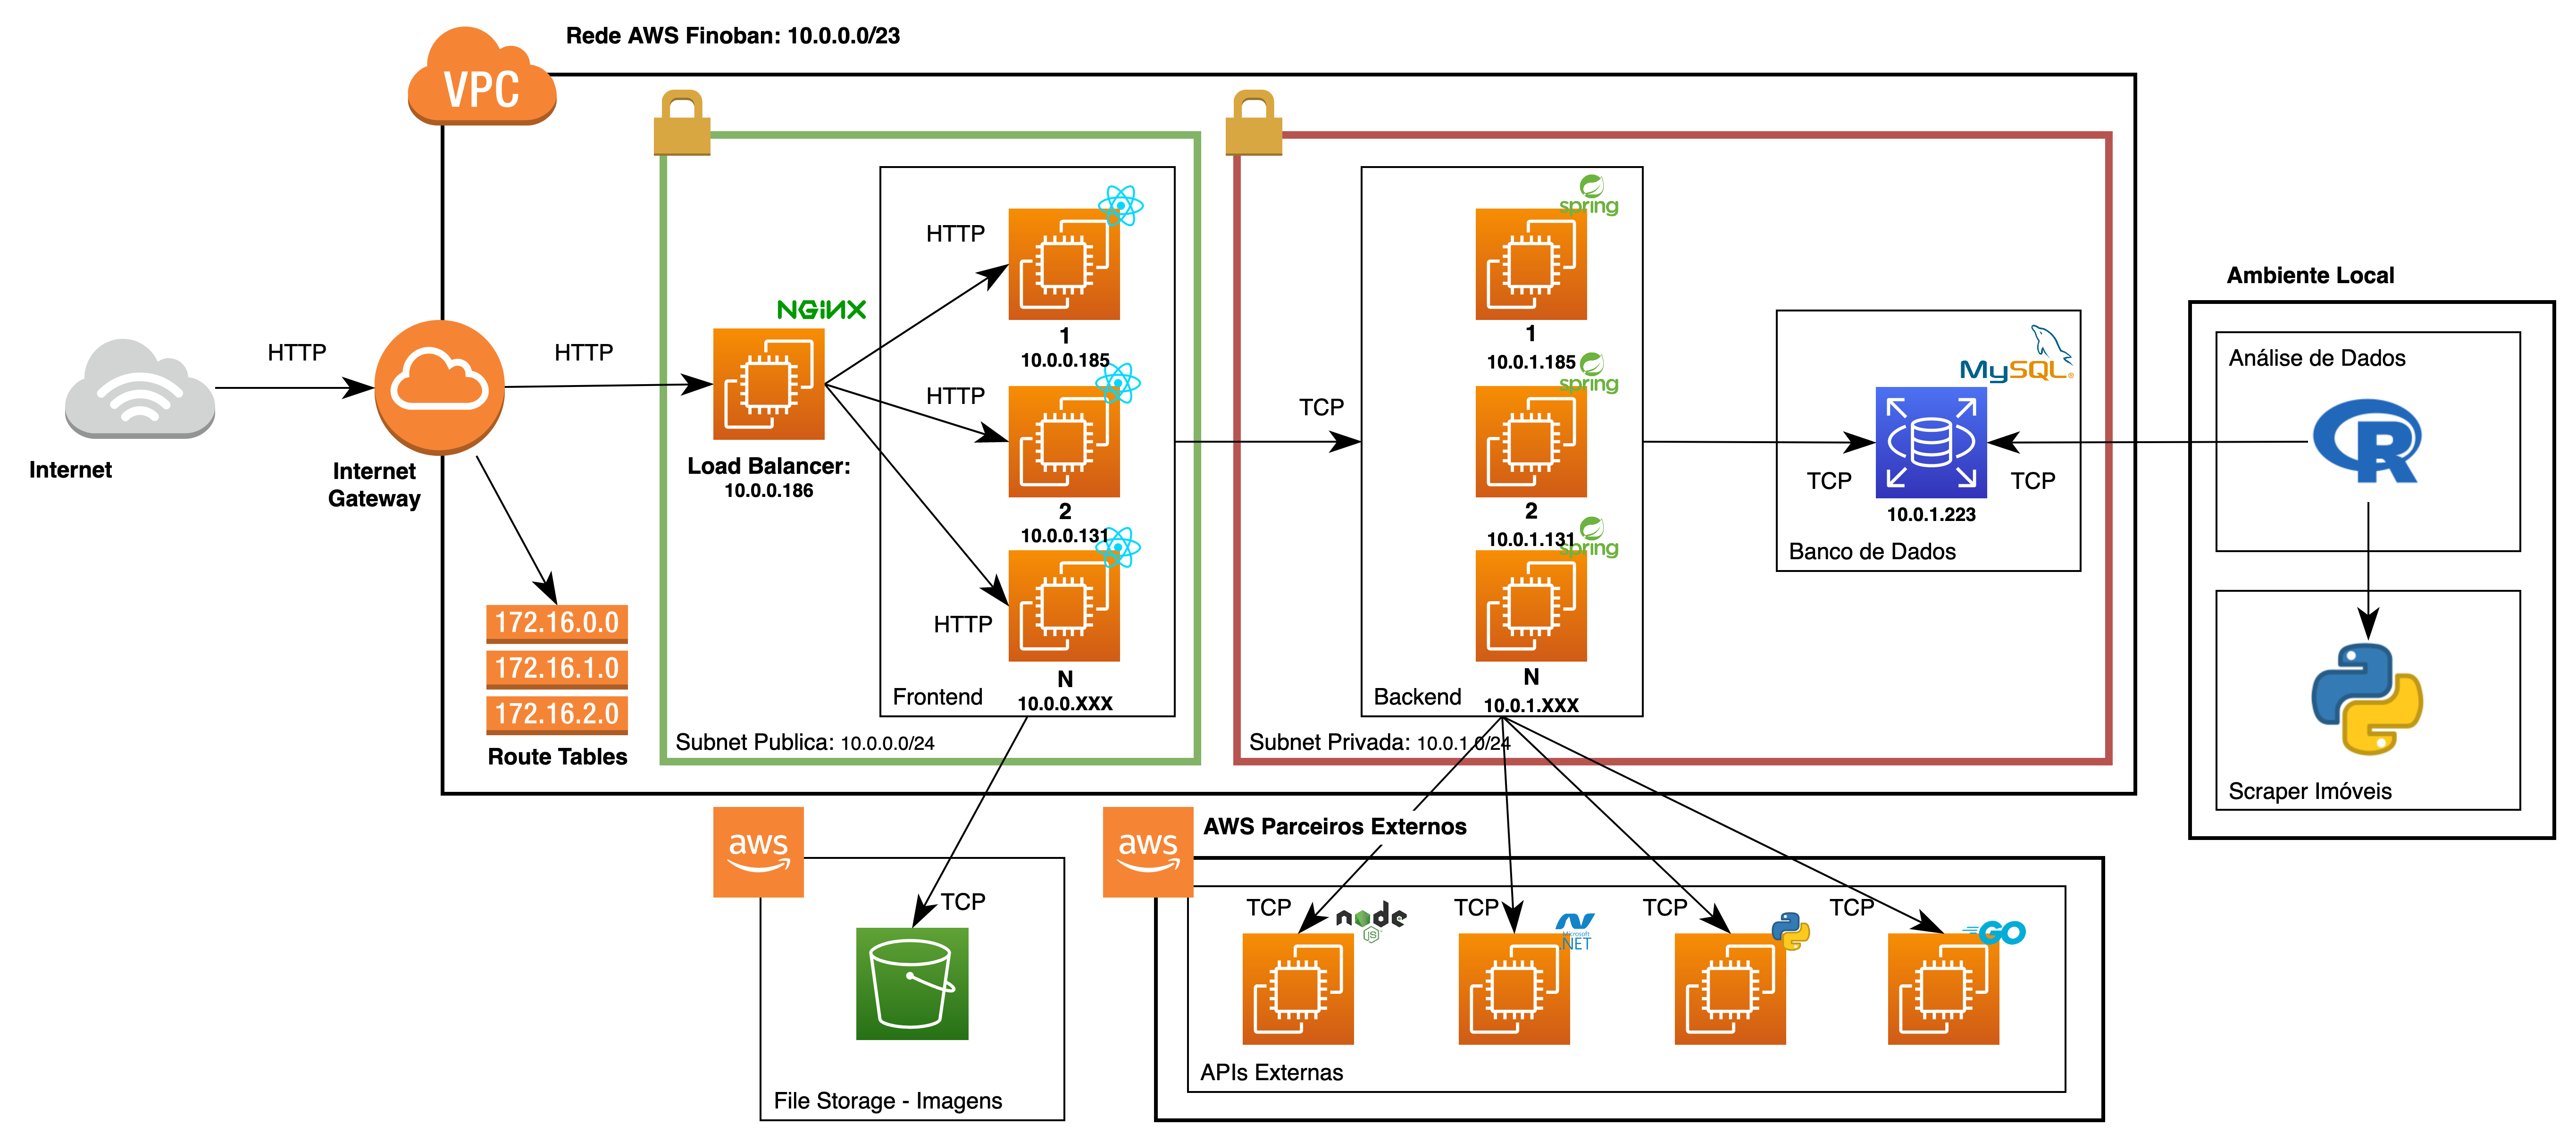 Rede AWS Finoban: 10.0.0.0/23
VPC
Internet
HTTP
Internet
Gateway
HTTP
172.16.0.0
172.16.1.0
172.16.2.0
Route Tables
NGiNX
Load Balancer:
10.0.0.186
HTTP
1
10.0.0.185
HTTP
2
10.0.0.131
HTTP
N
10.0.0.XXX
Frontend
Subnet Publica: 10.0.0.0/24
TCP
spring
1
10.0.1.185
spring
2
10.0.1.131
spring
N
10.0.1.XXX
Backend
Subnet Privada: 10.0.1.0/24
MySQL®
TCP
TCP
10.0.1.223
Banco de Dados
Ambiente Local
Análise de Dados
R
Scraper Imóveis
aws
TCP
File Storage - Imagens
aws
AWS Parceiros Externos
TCP
node
JS
TCP
Microsoft
.NET
TCP
TCP
GO
APIs Externas